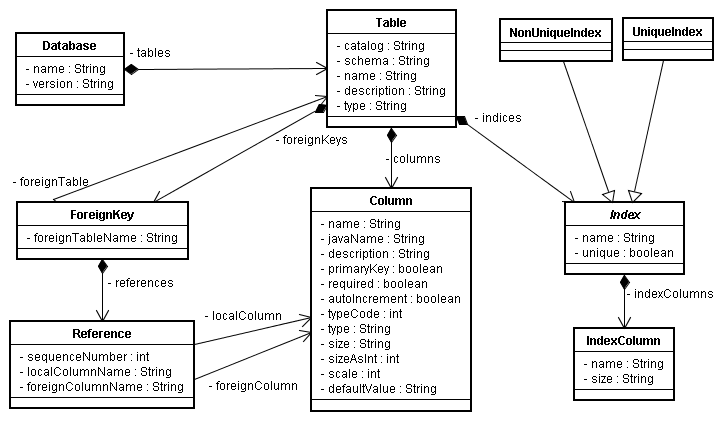 Database
- name : String
- version : String
- tables
Table
- catalog : String
- schema : String
- name : String
- description : String
- type : String
NonUniqueIndex
UniqueIndex
- foreignKeys
- columns
- indices
- foreignTable
ForeignKey
- foreignTableName : String
- references
Column
- name : String
- javaName : String
- description : String
- primaryKey : boolean
- required : boolean
- autoIncrement : boolean
- typeCode : int
- type : String
- size : String
- sizeAsInt : int
- scale : int
- defaultValue : String
Index
- name : String
- unique : boolean
- indexColumns
Reference
- sequenceNumber : int
- localColumnName : String
- foreignColumnName : String
- localColumn
- foreignColumn
IndexColumn
- name : String
- size : String